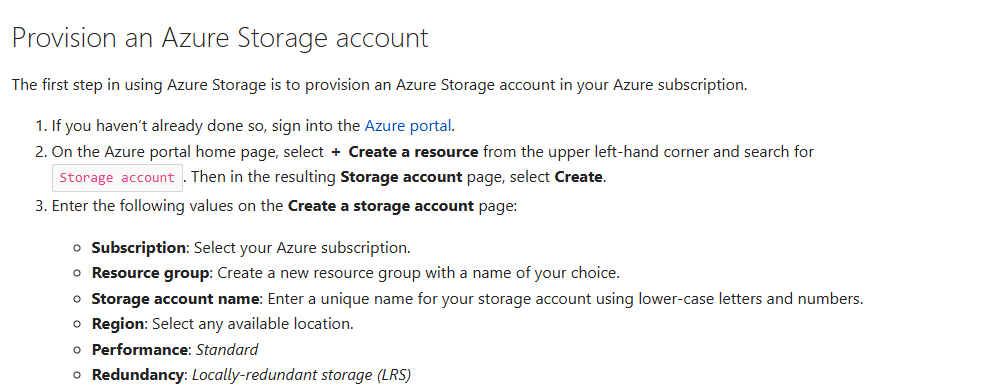 Provision an Azure Storage account
The first step in using Azure Storage is to provision an Azure Storage account in your Azure subscription.
1. If you haven’t already done so, sign into the Azure portal.
2. On the Azure portal home page, select + Create a resource from the upper left-hand corner and search for
Storage account . Then in the resulting Storage account page, select Create.
3. Enter the following values on the Create a storage account page:
Subscription: Select your Azure subscription.
Resource group: Create a new resource group with a name of your choice.
Storage account name: Enter a unique name for your storage account using lower-case letters and numbers.
Region: Select any available location.
Performance: Standard
Redundancy: Locally-redundant storage (LRS)